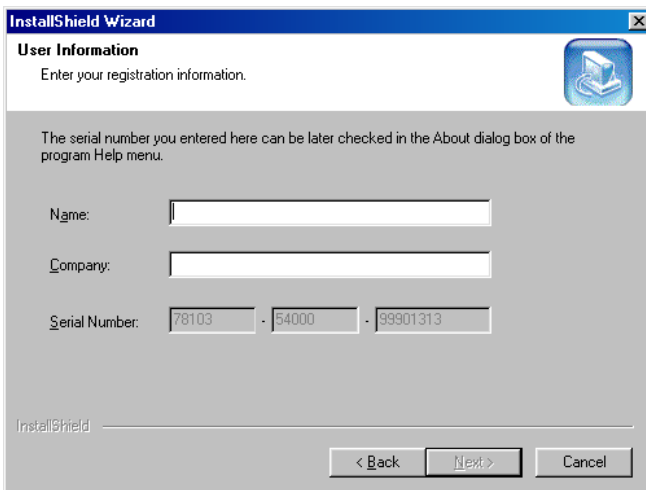 InstallShield Wizard
User Information
Enter your registration information.
The serial number you entered here can be later checked in the About dialog box of the
program Help menu.
Name:
Company:
Serial Number: 78103 - 54000 - 99901313
InstallShield
< Back Next > Cancel